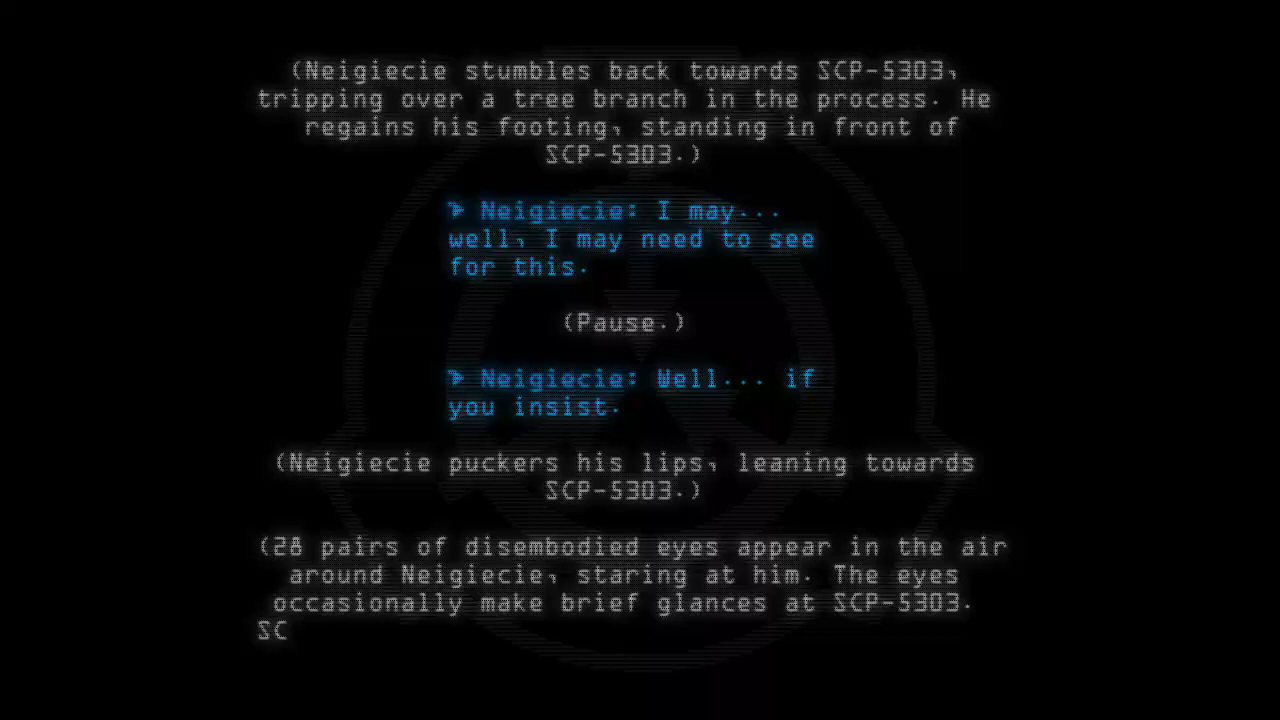 (Neigiecie stumbles back towards SCP-5303,
tripping over a tree branch in the process. He
regains his footing, standing in front of
SCP-5303.)
> Neigiecie: I may...
well, I may need to see
for this.
(Pause.)
> Neigiecie: Well... if
you insist.
(Neigiecie puckers his lips, leaning towards
SCP-5303.)
(28 pairs of disembodied eyes appear in the air
around Neigiecie, staring at him. The eyes
occasionally make brief glances at SCP-5303.
SC